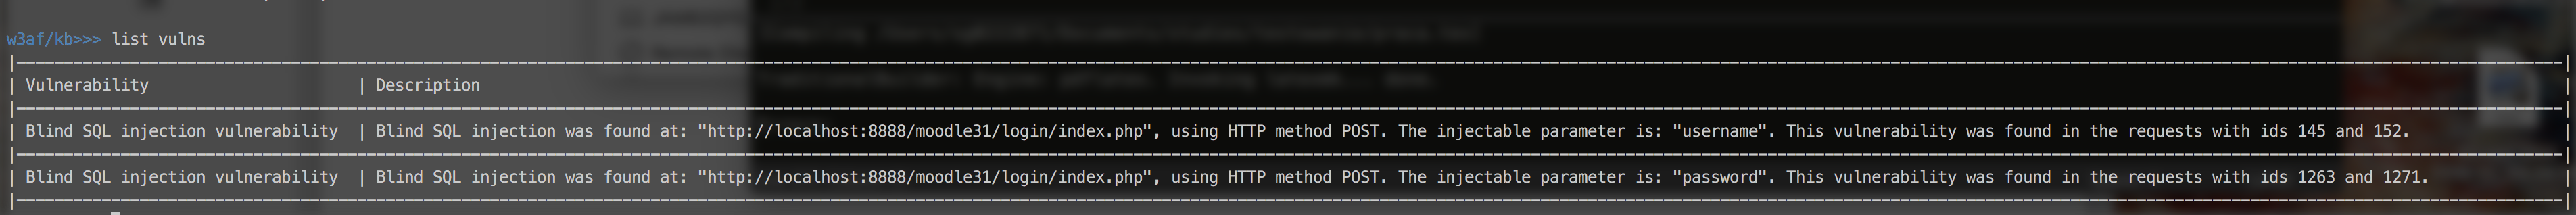 w3af/kb>>> list vulns
| Vulnerability | Description |
| Blind SQL injection vulnerability | Blind SQL injection was found at: "http://localhost:8888/moodle31/login/index.php", using HTTP method POST. The injectable parameter is: "username". This vulnerability was found in the requests with ids 145 and 152. |
| Blind SQL injection vulnerability | Blind SQL injection was found at: "http://localhost:8888/moodle31/login/index.php", using HTTP method POST. The injectable parameter is: "password". This vulnerability was found in the requests with ids 1263 and 1271. |